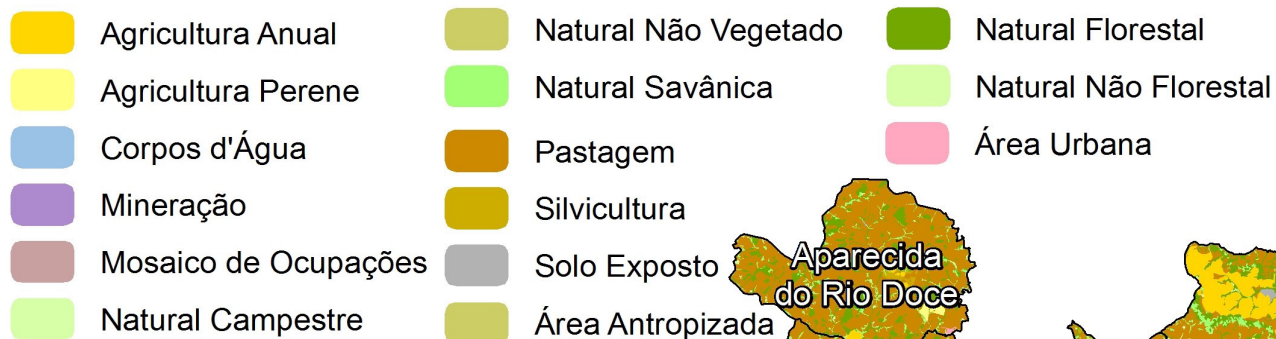 Agricultura Anual
Agricultura Perene
Corpos d'Água
Mineração
Mosaico de Ocupações
Natural Campestre
Natural Não Vegetado
Natural Savânica
Pastagem
Silvicultura
Solo Exposto
Área Antropizada
Natural Florestal
Natural Não Florestal
Área Urbana
Aparecida
do Rio Doce